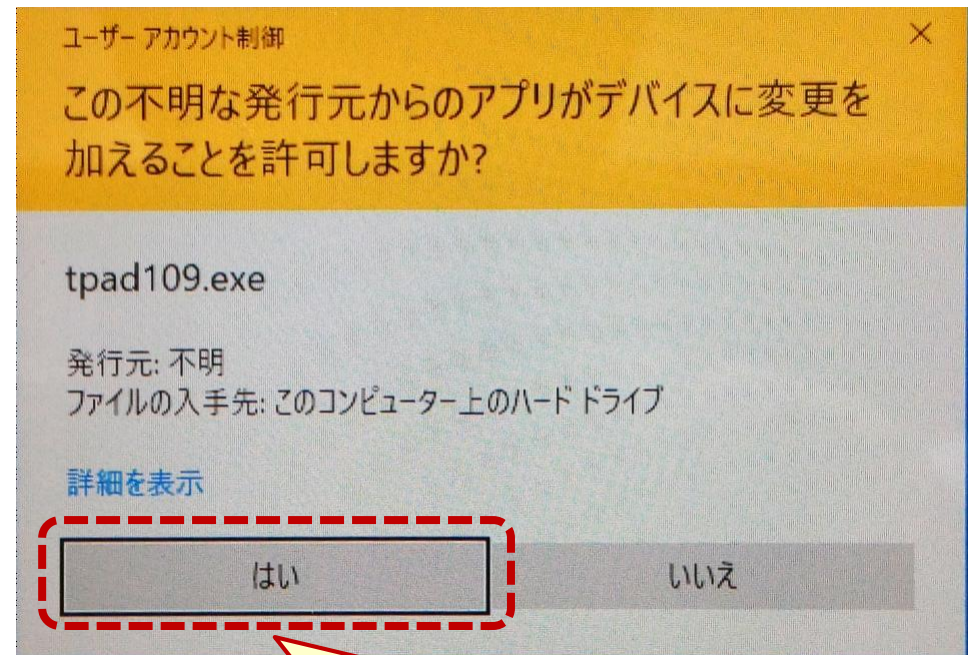 ユーザー アカウント制御
×
この不明な発行元からのアプリがデバイスに変更を
加えることを許可しますか?
tpad109.exe
発行元: 不明
ファイルの入手先: このコンピューター上のハード ドライブ
詳細を表示
はい
いいえ